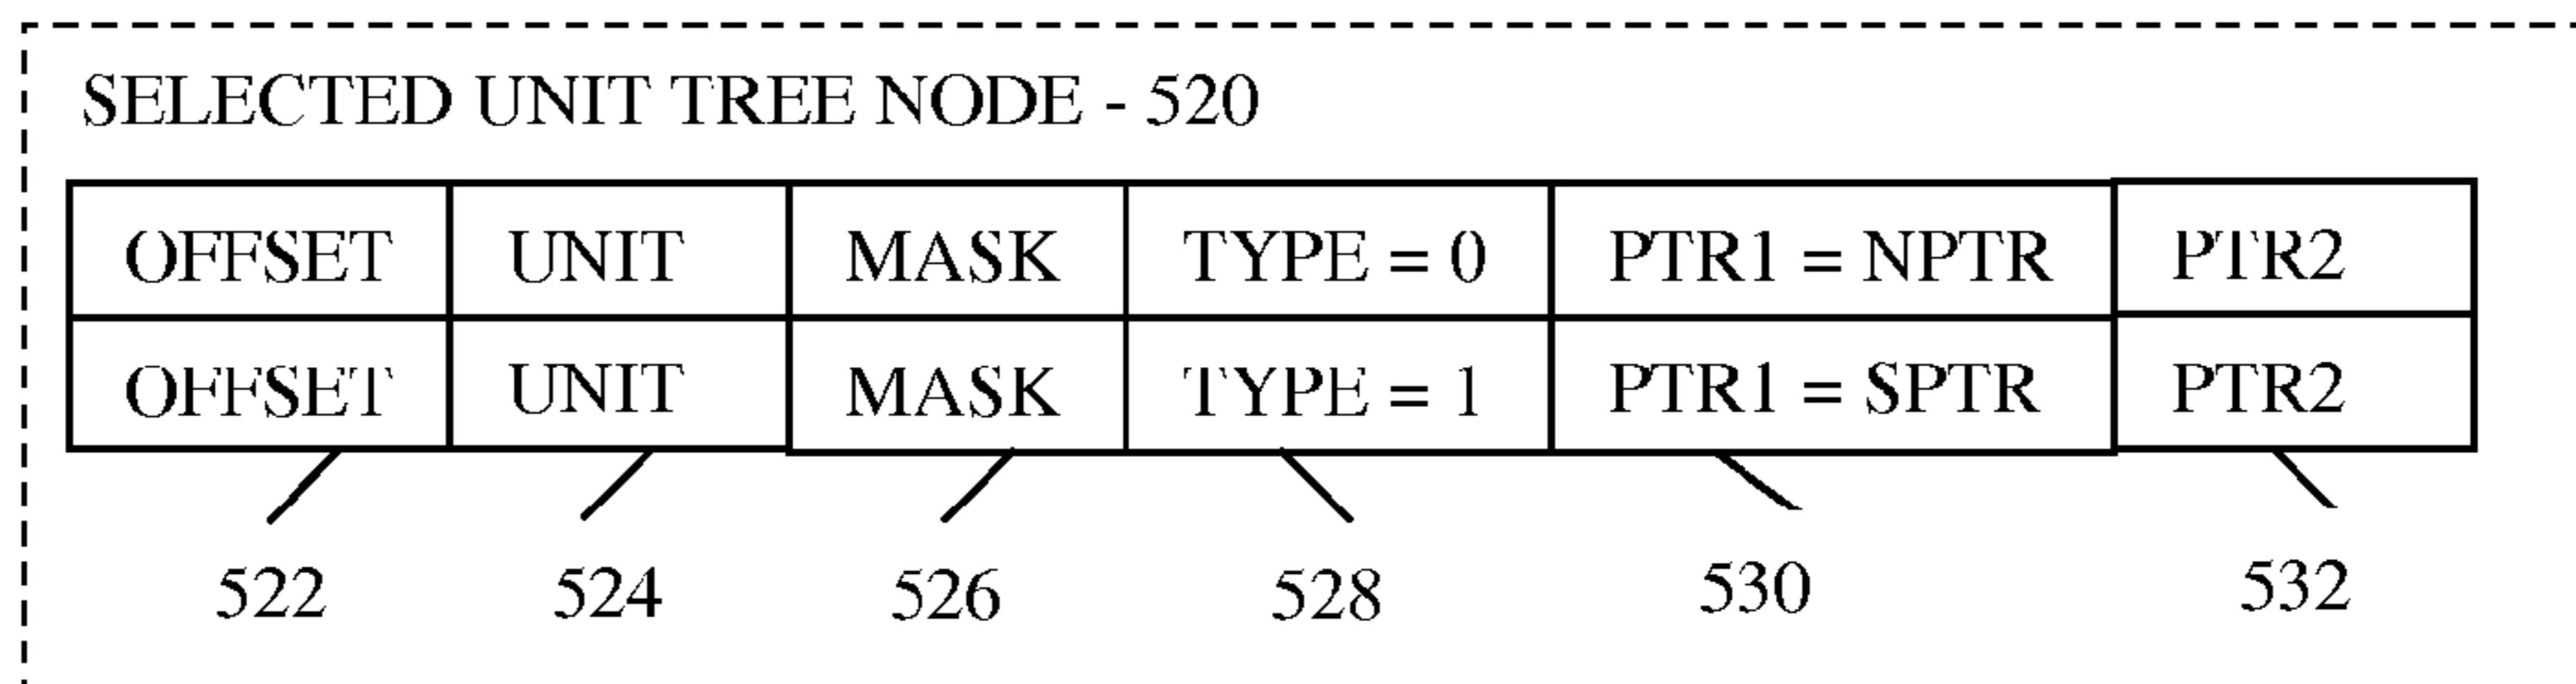 SELECTED UNIT TREE NODE - 520
OFFSET UNIT MASK TYPE = 0 PTR1 = NPTR PTR2
OFFSET UNIT MASK TYPE = 1 PTR1 = SPTR PTR2
522 524 526 528 530 532